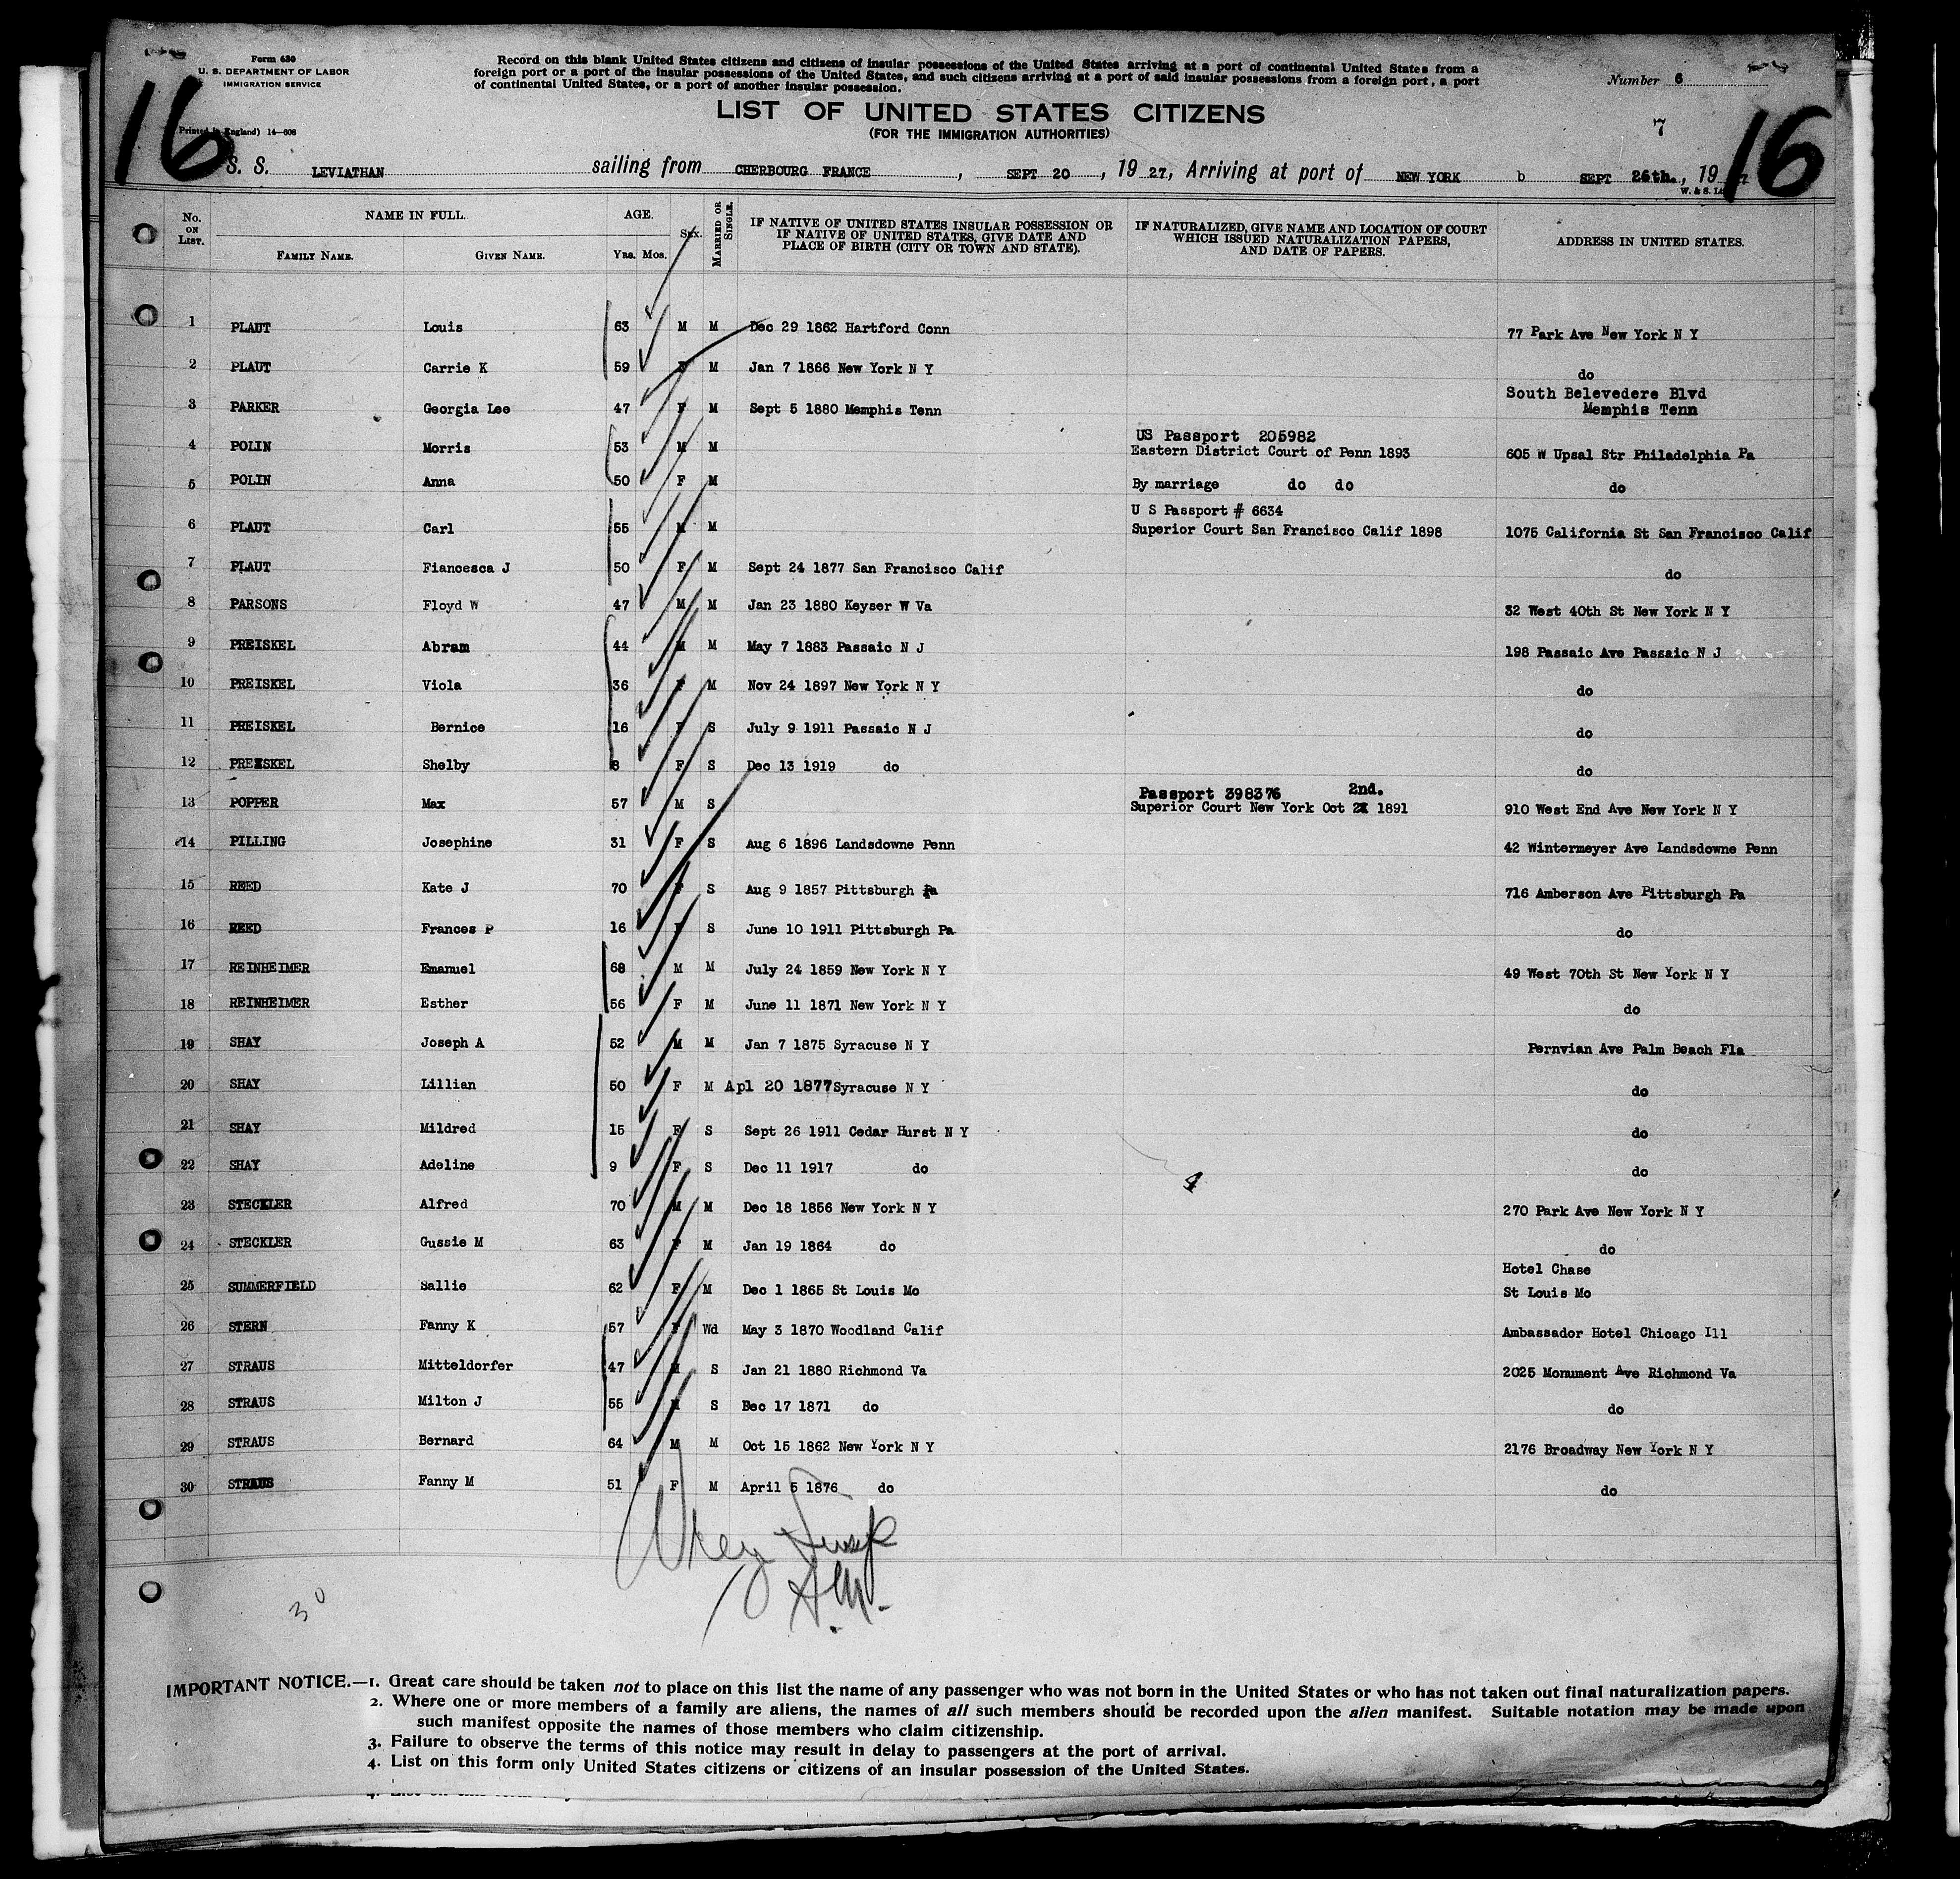 Form 630
U. S. DEPARTMENT OF LABOR
IMMIGRATION SERVICE
Record on this blank United States citizens and citizens of insular possessions of the United States arriving at a port of continental United States from a
foreign port or a port of the insular possessions of the United States, and such citizens arriving at a port of said insular possessions from a foreign port, a port
of continental United States, or a port of another insular possession.
Number 6
LIST OF UNITED STATES CITIZENS
(FOR THE IMMIGRATION AUTHORITIES)
16
Printed in England) 14—608
7
16
S. S. LEVIATHAN sailing from CHERBOURG FRANCE, SEPT 20, 1927, Arriving at port of NEW YORK b SEPT 26th., 19
No. ON LIST. NAME IN FULL. FAMILY NAME. GIVEN NAME. AGE. YRS. MOS. SEX. MARRIED OR SINGLE. IF NATIVE OF UNITED STATES INSULAR POSSESSION OR IF NATIVE OF UNITED STATES, GIVE DATE AND PLACE OF BIRTH (CITY OR TOWN AND STATE). IF NATURALIZED, GIVE NAME AND LOCATION OF COURT WHICH ISSUED NATURALIZATION PAPERS, AND DATE OF PAPERS. ADDRESS IN UNITED STATES.
1 PLAUT Louis 63 M M Dec 29 1862 Hartford Conn 77 Park Ave New York N Y
2 PLAUT Carrie K 59 F M Jan 7 1866 New York N Y do
3 PARKER Georgia Lee 47 F M Sept 5 1880 Memphis Tenn South Belevedere Blvd Memphis Tenn
US Passport 205982
4 POLIN Morris 53 M M Eastern District Court of Penn 1893 605 W Upsal Str Philadelphia Pa
5 POLIN Anna 50 F M By marriage do do do
U S Passport # 6634
6 PLAUT Carl 55 M M Superior Court San Francisco Calif 1898 1075 California St San Francisco Calif
7 PLAUT Fiancesca J 50 F M Sept 24 1877 San Francisco Calif do
8 PARSONS Floyd W 47 M M Jan 23 1880 Keyser W Va 32 West 40th St New York N Y
9 PREISKEL Abram 44 M M May 7 1883 Passaic N J 198 Passaic Ave Passaic N J
10 PREISKEL Viola 36 F M Nov 24 1897 New York N Y do
11 PREISKEL Bernice 16 F S July 9 1911 Passaic N J do
12 PREISKEL Shelby 8 F S Dec 13 1919 do do
Passport 398376 2nd.
13 POPPER Max 57 M S Superior Court New York Oct 21 1891 910 West End Ave New York N Y
14 PILLING Josephine 31 F S Aug 6 1896 Landsdowne Penn 42 Wintermeyer Ave Landsdowne Penn
15 REED Kate J 70 F S Aug 9 1857 Pittsburgh Pa 716 Amberson Ave Pittsburgh Pa
16 REED Frances P 16 F S June 10 1911 Pittsburgh Pa do
17 REINHEIMER Emanuel 68 M M July 24 1859 New York N Y 49 West 70th St New York N Y
18 REINHEIMER Esther 56 F M June 11 1871 New York N Y do
19 SHAY Joseph A 52 M M Jan 7 1875 Syracuse N Y Pernvian Ave Palm Beach Fla
20 SHAY Lillian 50 F M Apl 20 1877 Syracuse N Y do
21 SHAY Mildred 15 F S Sept 26 1911 Cedar Hurst N Y do
22 SHAY Adeline 9 F S Dec 11 1917 do do
23 STECKLER Alfred 70 M M Dec 18 1856 New York N Y 270 Park Ave New York N Y
24 STECKLER Gussie M 63 F M Jan 19 1864 do do
Hotel Chase
25 SUMMERFIELD Sallie 62 F M Dec 1 1865 St Louis Mo St Louis Mo
26 STERN Fanny K 57 F Wd May 3 1870 Woodland Calif Ambassador Hotel Chicago Ill
27 STRAUS Mitteldorfer 47 M S Jan 21 1880 Richmond Va 2025 Monument Ave Richmond Va
28 STRAUS Milton J 55 M S Dec 17 1871 do do
29 STRAUS Bernard 64 M M Oct 15 1862 New York N Y 2176 Broadway New York N Y
30 STRAUS Fanny M 51 F M April 5 1876 do do
30
IMPORTANT NOTICE.—1. Great care should be taken not to place on this list the name of any passenger who was not born in the United States or who has not taken out final naturalization papers.
2. Where one or more members of a family are aliens, the names of all such members should be recorded upon the alien manifest. Suitable notation may be made upon
such manifest opposite the names of those members who claim citizenship.
3. Failure to observe the terms of this notice may result in delay to passengers at the port of arrival.
4. List on this form only United States citizens or citizens of an insular possession of the United States.